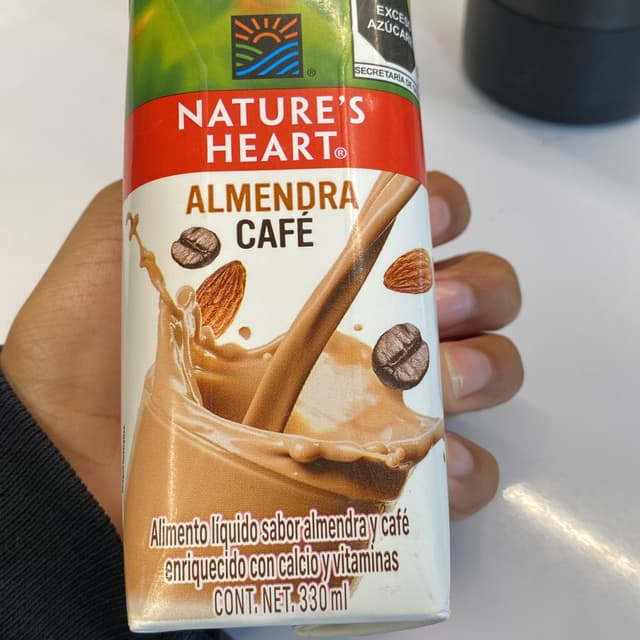 EXCESO
AZÚCARES
SECRETARÍA DE
NATURE'S
HEART®
ALMENDRA
CAFÉ
Alimento líquido sabor almendra y café
enriquecido con calcio y vitaminas
CONT. NET. 330 ml